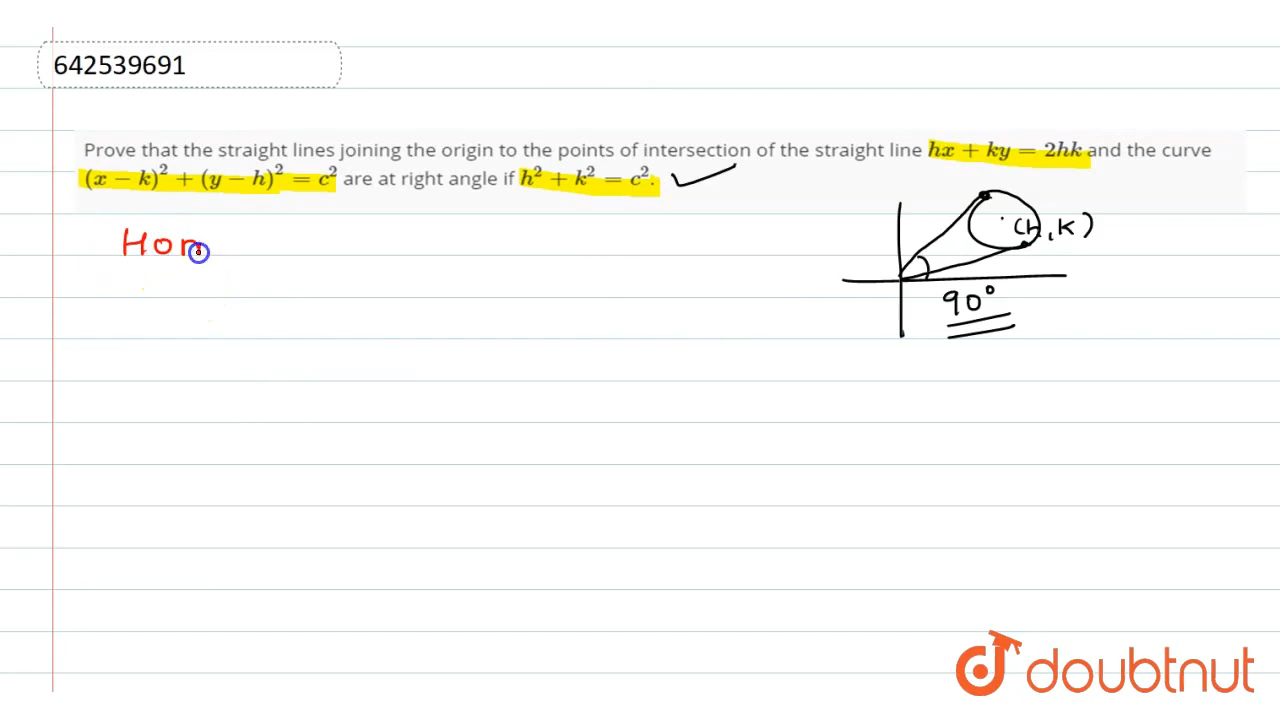 642539691
Prove that the straight lines joining the origin to the points of intersection of the straight line hx + ky = 2hk and the curve
(x − k)² + (y − h)² = c² are at right angle if h² + k² = c².
(h, k)
Hom
90°
doubtnut